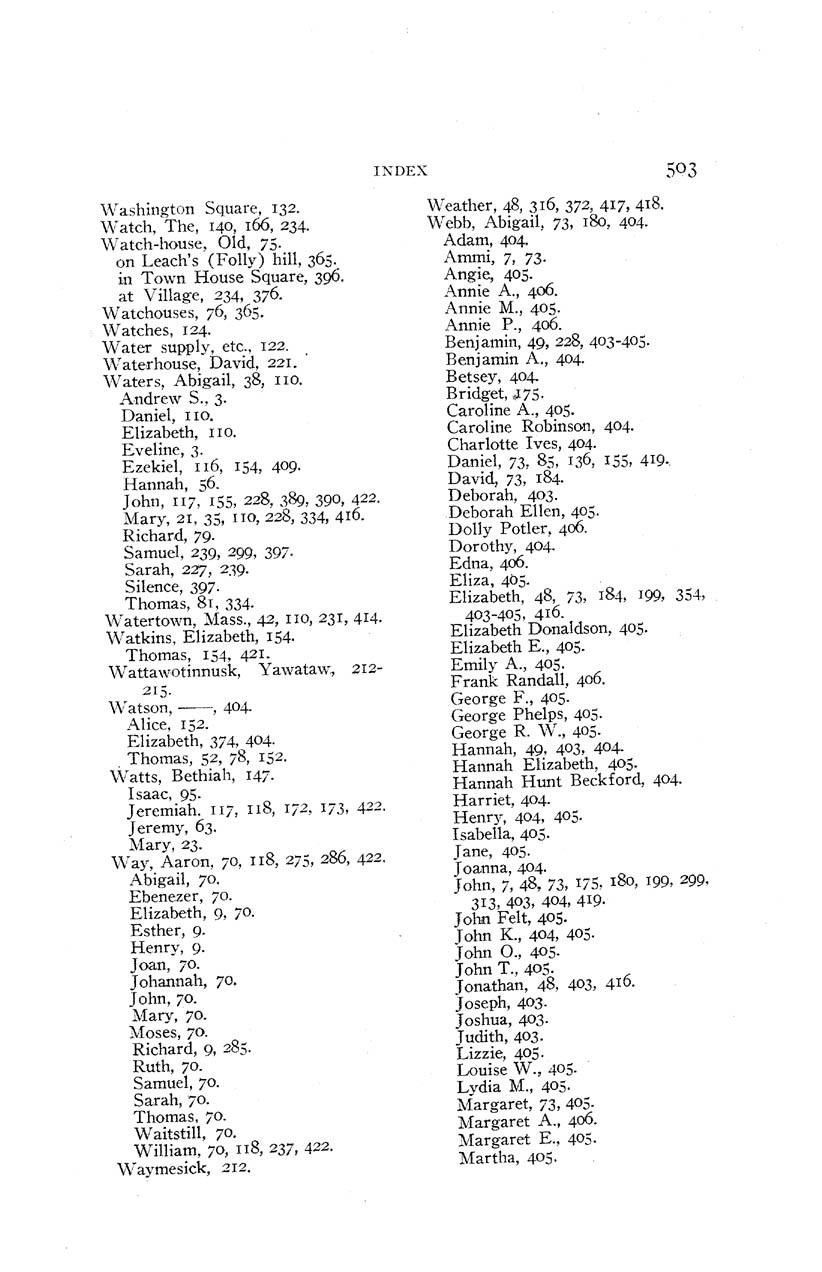 INDEX 503
Washington Square, 132.
Watch, The, 140, 166, 234.
Watch-house, Old, 75.
on Leach's (Folly) hill, 365.
in Town House Square, 396.
at Village, 234, 376.
Watchouses, 76, 365.
Watches, 124.
Water supply, etc., 122.
Waterhouse, David, 221.
Waters, Abigail, 38, 110.
Andrew S., 3.
Daniel, 110.
Elizabeth, 110.
Eveline, 3.
Ezekiel, 116, 154, 409.
Hannah, 56.
John, 117, 155, 228, 389, 390, 422.
Mary, 21, 35, 110, 228, 334, 416.
Richard, 79.
Samuel, 239, 299, 397.
Sarah, 227, 239.
Silence, 397.
Thomas, 81, 334.
Watertown, Mass., 42, 110, 231, 414.
Watkins, Elizabeth, 154.
Thomas, 154, 421.
Wattawotinnusk, Yawataw, 212-
215.
Watson, ——, 404.
Alice, 152.
Elizabeth, 374, 404.
Thomas, 52, 78, 152.
Watts, Bethiah, 147.
Isaac, 95.
Jeremiah, 117, 118, 172, 173, 422.
Jeremy, 63.
Mary, 23.
Way, Aaron, 70, 118, 275, 286, 422.
Abigail, 70.
Ebenezer, 70.
Elizabeth, 9, 70.
Esther, 9.
Henry, 9.
Joan, 70.
Johannah, 70.
John, 70.
Mary, 70.
Moses, 70.
Richard, 9, 285.
Ruth, 70.
Samuel, 70.
Sarah, 70.
Thomas, 70.
Waitstill, 70.
William, 70, 118, 237, 422.
Waymesick, 212.
Weather, 48, 316, 372, 417, 418.
Webb, Abigail, 73, 180, 404.
Adam, 404.
Ammi, 7, 73.
Angie, 405.
Annie A., 406.
Annie M., 405.
Annie P., 406.
Benjamin, 49, 228, 403-405.
Benjamin A., 404.
Betsey, 404.
Bridget, 175.
Caroline A., 405.
Caroline Robinson, 404.
Charlotte Ives, 404.
Daniel, 73, 85, 136, 155, 419.
David, 73, 184.
Deborah, 403.
Deborah Ellen, 405.
Dolly Potler, 406.
Dorothy, 404.
Edna, 406.
Eliza, 405.
Elizabeth, 48, 73, 184, 199, 354,
403-405, 416.
Elizabeth Donaldson, 405.
Elizabeth E., 405.
Emily A., 405.
Frank Randall, 406.
George F., 405.
George Phelps, 405.
George R. W., 405.
Hannah, 49, 403, 404.
Hannah Elizabeth, 405.
Hannah Hunt Beckford, 404.
Harriet, 404.
Henry, 404, 405.
Isabella, 405.
Jane, 405.
Joanna, 404.
John, 7, 48, 73, 175, 180, 199, 299,
313, 403, 404, 419.
John Felt, 405.
John K., 404, 405.
John O., 405.
John T., 405.
Jonathan, 48, 403, 416.
Joseph, 403.
Joshua, 403.
Judith, 403.
Lizzie, 405.
Louise W., 405.
Lydia M., 405.
Margaret, 73, 405.
Margaret A., 406.
Margaret E., 405.
Martha, 405.